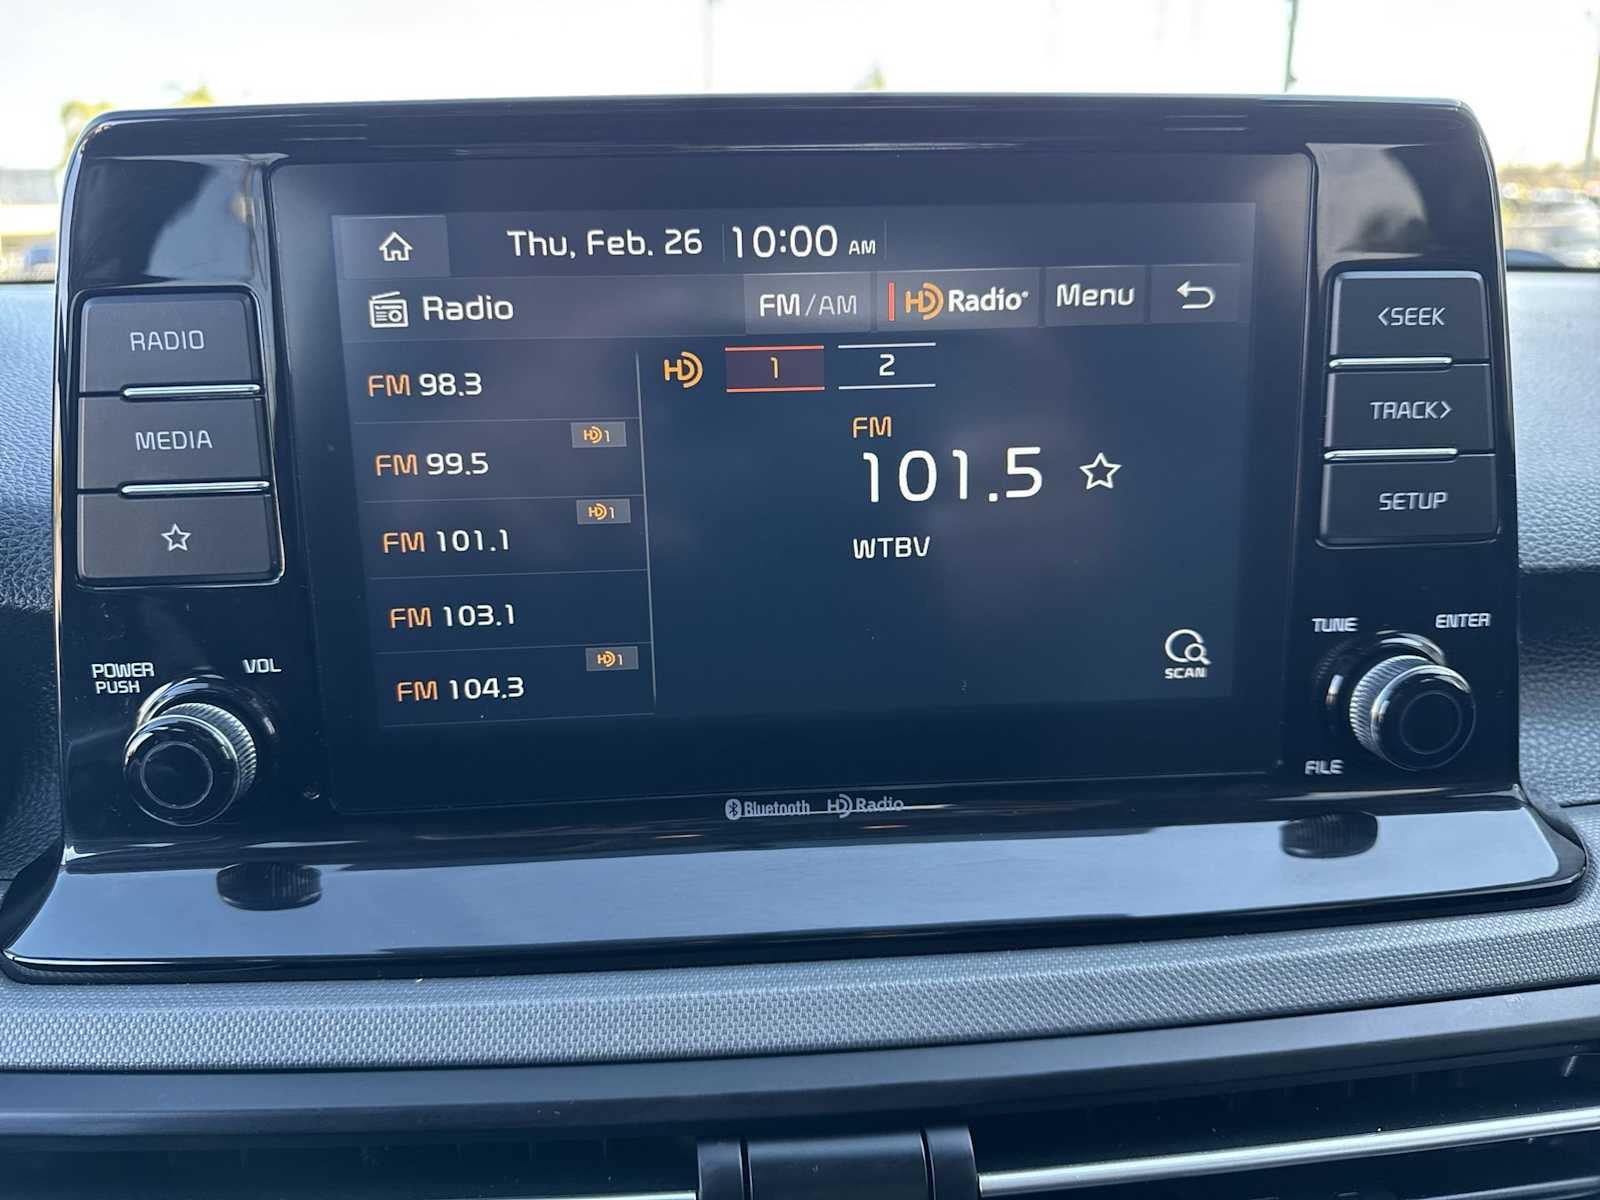 Thu, Feb. 26 10:00 AM
Radio FM/AM HD Radio® Menu
FM 98.3
HD1
FM 99.5
HD1
FM 101.1
FM 103.1
HD1
FM 104.3
HD 1 2
FM
101.5
WTBV
SCAN
RADIO
MEDIA
POWER
PUSH
VOL
<SEEK
TRACK>
SETUP
TUNE
ENTER
FILE
Bluetooth HD Radio